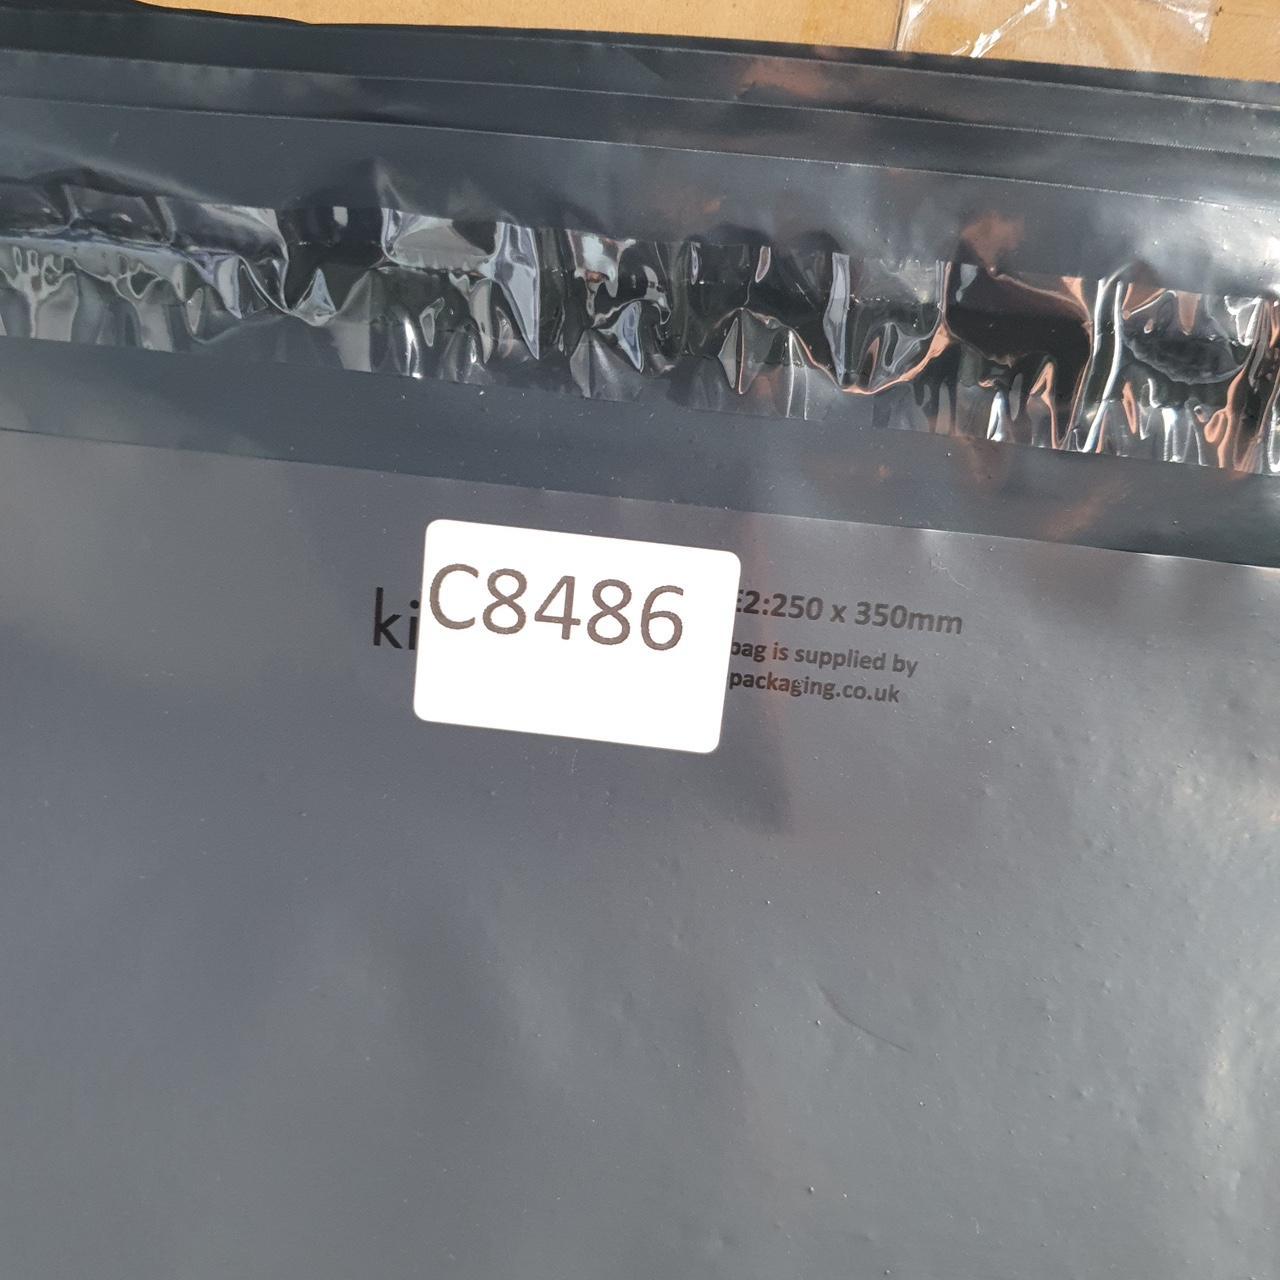 C8486
ki
E2:250 x 350mm
bag is supplied by
packaging.co.uk